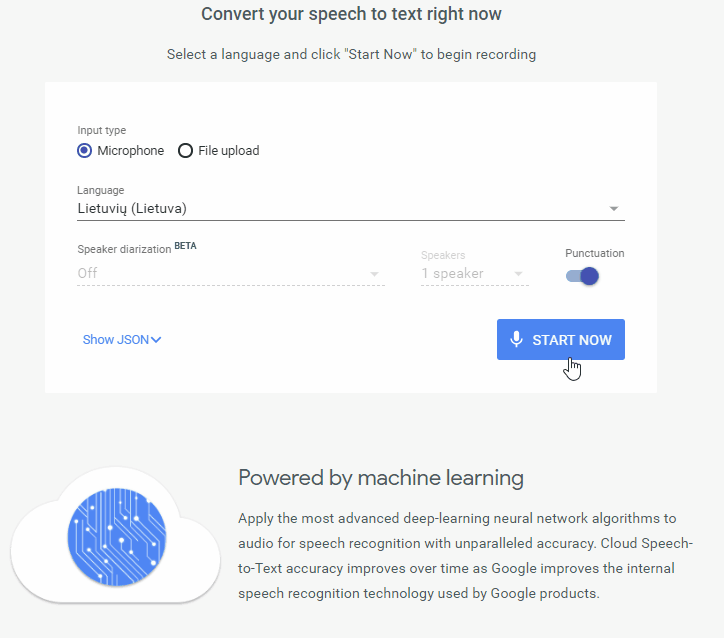 Convert your speech to text right now
Select a language and click "Start Now" to begin recording
Input type
Microphone File upload
Language
Lietuvių (Lietuva)
Speaker diarization BETA
Off
Speakers
1 speaker
Punctuation
Show JSON
START NOW
Powered by machine learning
Apply the most advanced deep-learning neural network algorithms to
audio for speech recognition with unparalleled accuracy. Cloud Speech-
to-Text accuracy improves over time as Google improves the internal
speech recognition technology used by Google products.